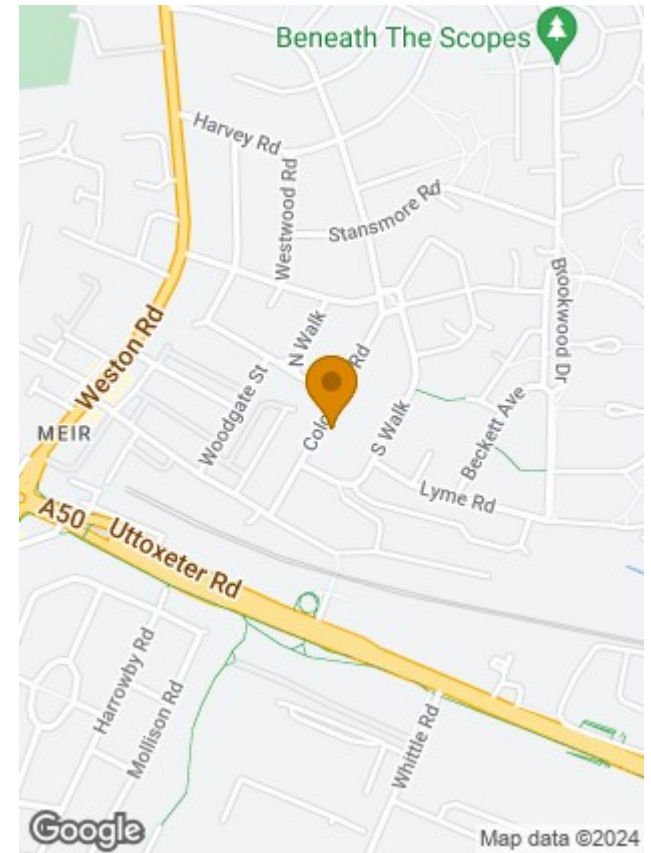 Beneath The Scopes
Harvey Rd
Westwood Rd
Stansmore Rd
Brookwood Dr
N Walk
Weston Rd
Woodgate St
Rd
S Walk
Beckett Ave
MEIR
Lyme Rd
A50
Uttoxeter Rd
Harrowby Rd
Mollison Rd
Whittle Rd
Google
Map data ©2024